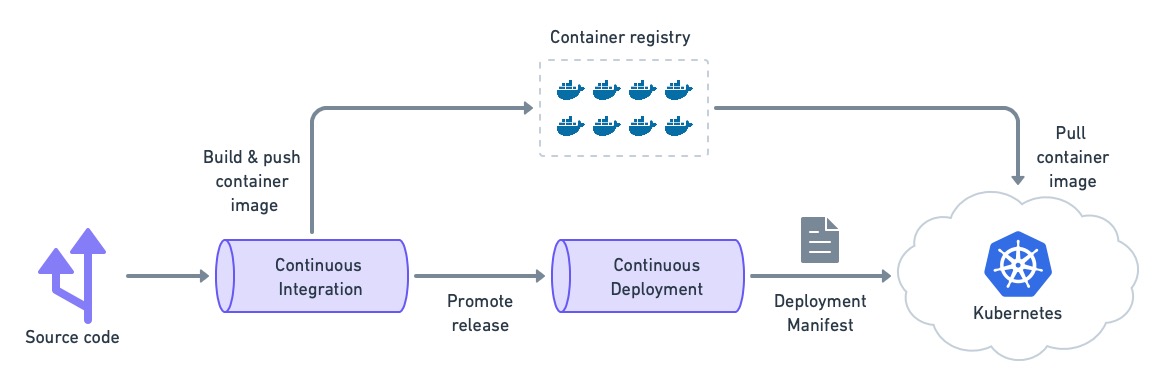 Container registry
Build & push
container
image
Pull
container
image
Source code
Continuous
Integration
Promote
release
Continuous
Deployment
Deployment
Manifest
Kubernetes